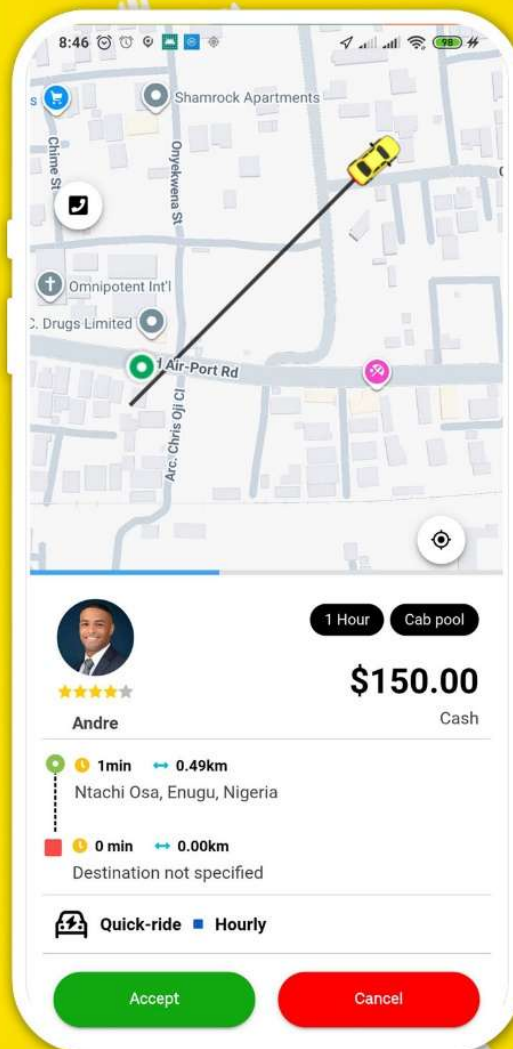 8:46
98
Shamrock Apartments
Chime St
Onyekwena St
Omnipotent Int'l
C. Drugs Limited
Air-Port Rd
Arc. Chris Oji Cl
1 Hour
Cab pool
$150.00
Cash
Andre
1min
0.49km
Ntachi Osa, Enugu, Nigeria
0 min
0.00km
Destination not specified
Quick-ride
Hourly
Accept
Cancel